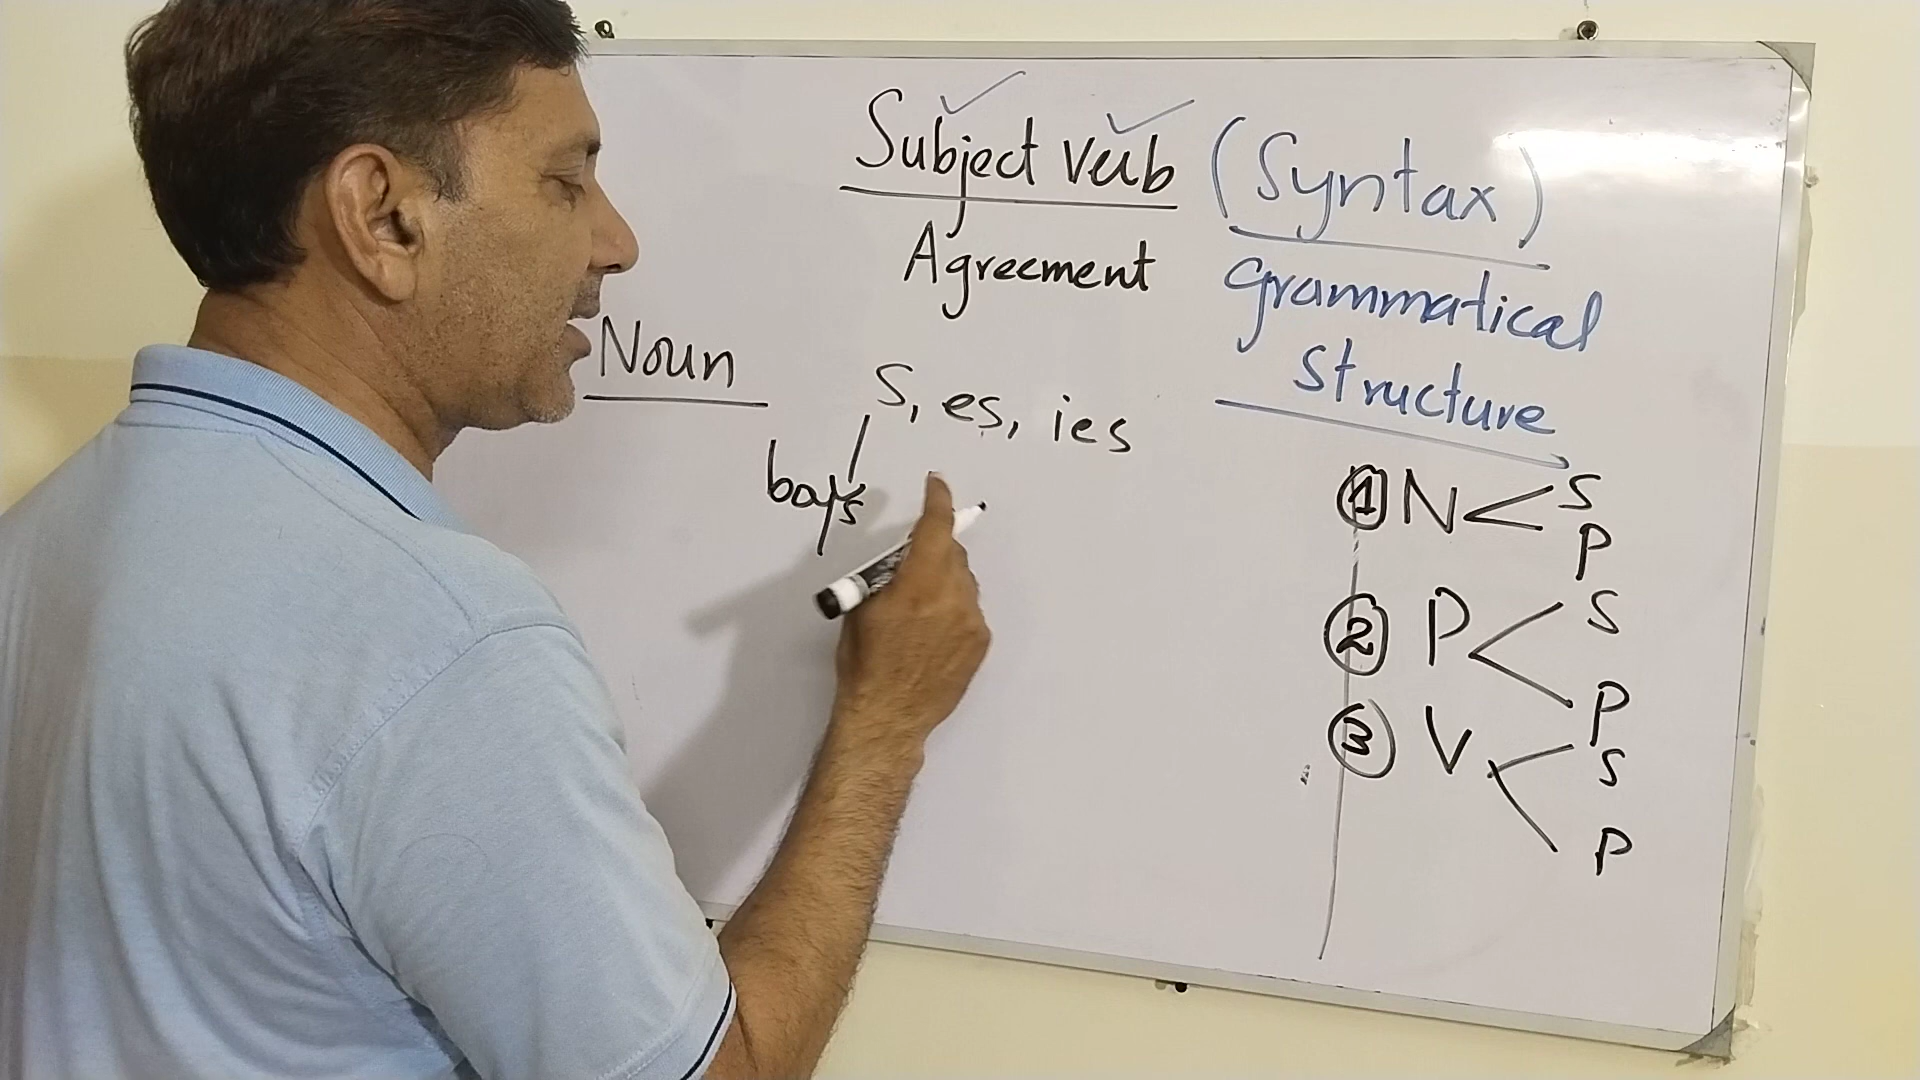 Subject Verb (Syntax)
Agreement
Grammatical
Structure
Noun
s, es, ies
boys
1 N < S
P
2 P < S
P
3 V < S
P